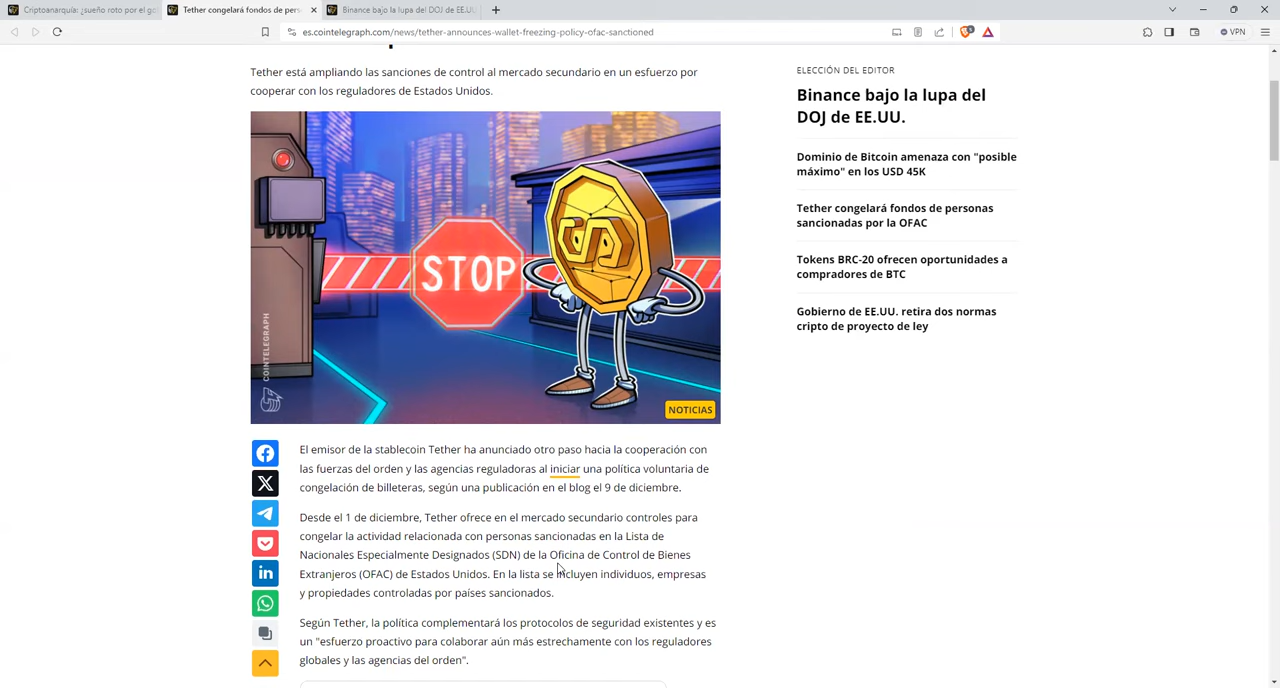 Criptoanarquía: ¿sueño roto por el go
Tether congelará fondos de pers
Binance bajo la lupa del DOJ de EE.UU
es.cointelegraph.com/news/tether-announces-wallet-freezing-policy-ofac-sanctioned
VPN
Tether está ampliando las sanciones de control al mercado secundario en un esfuerzo por
cooperar con los reguladores de Estados Unidos.
STOP
COINTELEGRAPH
NOTICIAS
El emisor de la stablecoin Tether ha anunciado otro paso hacia la cooperación con
las fuerzas del orden y las agencias reguladoras al iniciar una política voluntaria de
congelación de billeteras, según una publicación en el blog el 9 de diciembre.
Desde el 1 de diciembre, Tether ofrece en el mercado secundario controles para
congelar la actividad relacionada con personas sancionadas en la Lista de
Nacionales Especialmente Designados (SDN) de la Oficina de Control de Bienes
Extranjeros (OFAC) de Estados Unidos. En la lista se incluyen individuos, empresas
y propiedades controladas por países sancionados.
Según Tether, la política complementará los protocolos de seguridad existentes y es
un "esfuerzo proactivo para colaborar aún más estrechamente con los reguladores
globales y las agencias del orden".
ELECCIÓN DEL EDITOR
Binance bajo la lupa del
DOJ de EE.UU.
Dominio de Bitcoin amenaza con "posible
máximo" en los USD 45K
Tether congelará fondos de personas
sancionadas por la OFAC
Tokens BRC-20 ofrecen oportunidades a
compradores de BTC
Gobierno de EE.UU. retira dos normas
cripto de proyecto de ley